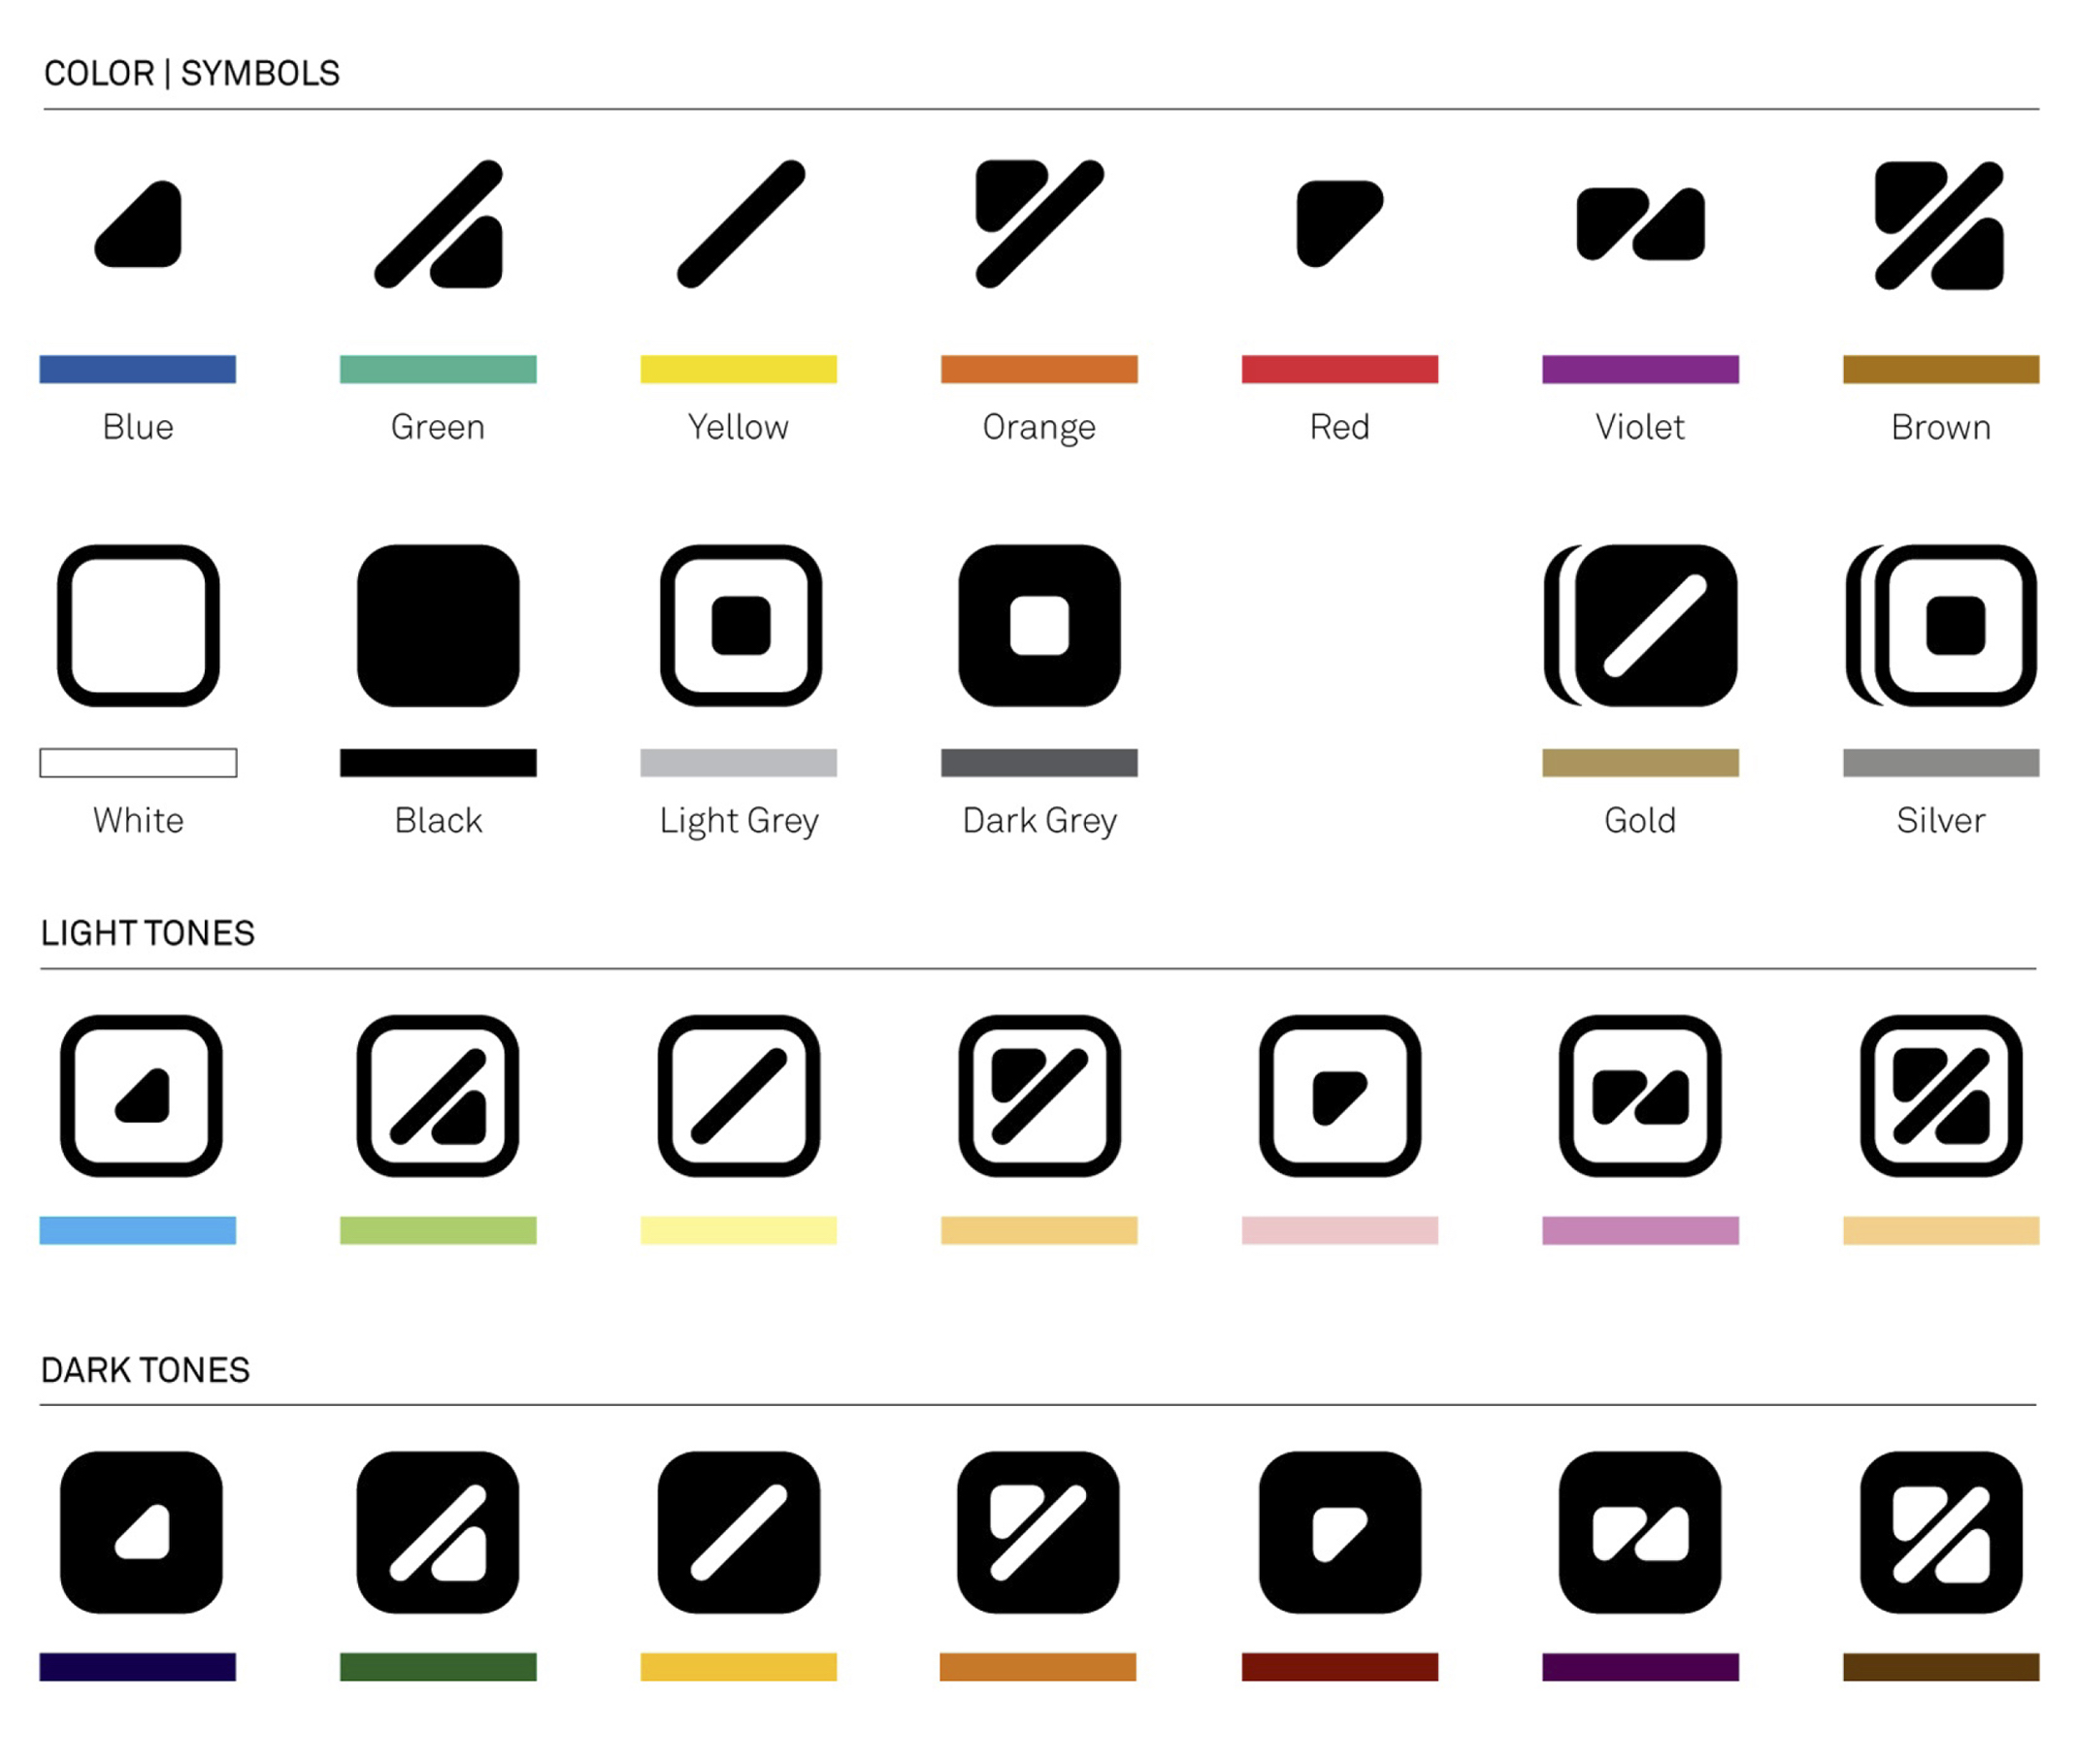 COLOR | SYMBOLS
Blue Green Yellow Orange Red Violet Brown
White Black Light Grey Dark Grey Gold Silver
LIGHT TONES
DARK TONES